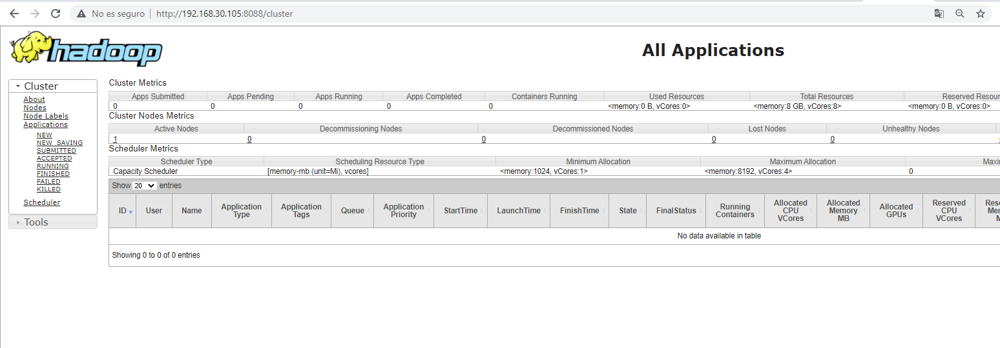 No es seguro http://192.168.30.105:8088/cluster
hadoop
All Applications
Cluster
About
Nodes
Node Labels
Applications
NEW
NEW_SAVING
SUBMITTED
ACCEPTED
RUNNING
FINISHED
FAILED
KILLED
Scheduler
Tools
Cluster Metrics
Apps Submitted Apps Pending Apps Running Apps Completed Containers Running Used Resources Total Resources Reserved Resour
0 0 0 0 0 <memory:0 B, vCores:0> <memory:8 GB, vCores:8> <memory:0 B, vCores:0>
Cluster Nodes Metrics
Active Nodes Decommissioning Nodes Decommissioned Nodes Lost Nodes Unhealthy Nodes
1 0 0 0 0
Scheduler Metrics
Scheduler Type Scheduling Resource Type Minimum Allocation Maximum Allocation Maxi
Capacity Scheduler [memory-mb (unit=Mi), vcores] <memory:1024, vCores:1> <memory:8192, vCores:4> 0
Show 20 entries
ID User Name Application Type Application Tags Queue Application Priority StartTime LaunchTime FinishTime State FinalStatus Running Containers Allocated CPU VCores Allocated Memory MB Allocated GPUs Reserved CPU VCores
No data available in table
Showing 0 to 0 of 0 entries